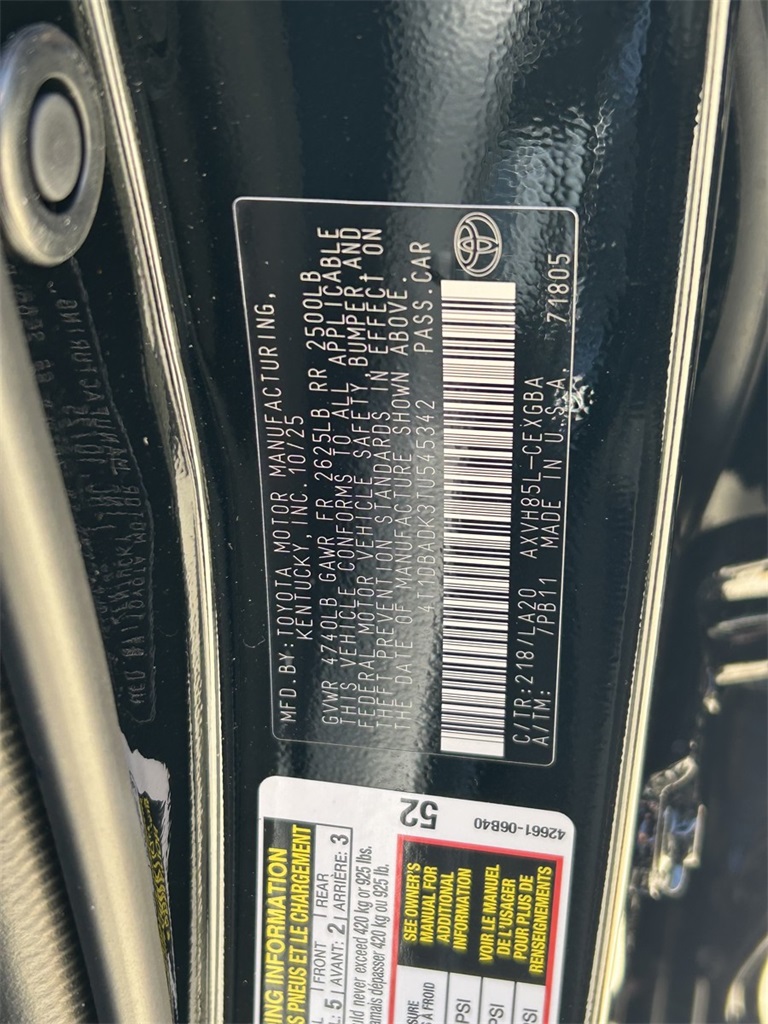 MFD. BY: TOYOTA MOTOR MANUFACTURING,
KENTUCKY, INC. 10/25
GVWR 4740LB GAWR FR 2625LB RR 2500LB
THIS VEHICLE CONFORMS TO ALL APPLICABLE
FEDERAL MOTOR VEHICLE SAFETY, BUMPER AND
THEFT PREVENTION STANDARDS IN EFFECT ON
THE DATE OF MANUFACTURE SHOWN ABOVE.
4T1DBADK3TU545342 PASS.CAR
C/TR:218/LA20 AXVH85L-CEXGBA
A/TM: /PB11 MADE IN U.S.A. 71805
INFORMATION
PNEUS ET LE CHARGEMENT
5 FRONT REAR
AVANT: 2 ARRIÈRE: 3
never exceed 420 kg or 925 lbs.
dépasser 420 kg ou 925 lb.
52
42661-06B40
SEE OWNER'S
MANUAL FOR
ADDITIONAL
INFORMATION
VOIR LE MANUEL
DE L'USAGER
POUR PLUS DE
RENSEIGNEMENTS
À FROID
PSI
PSI
PSI